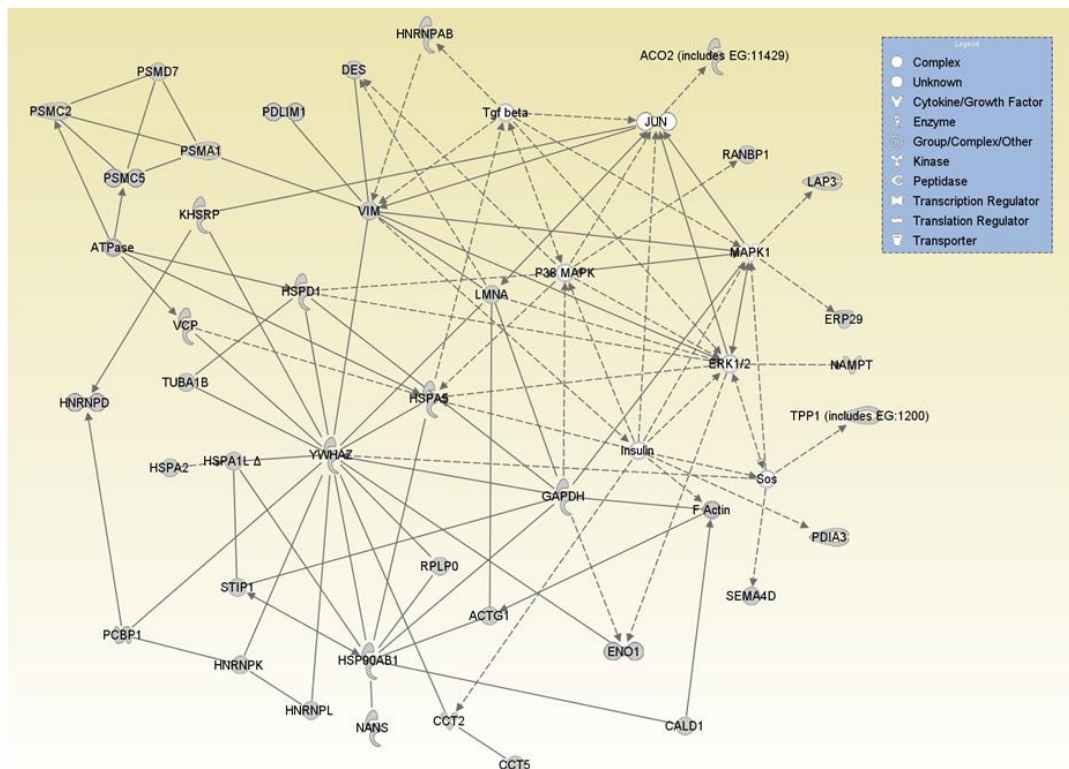 HNRNPAB
ACO2 (includes EG:11429)
PSMD7
DES
PSMC2
PDLIM1
Tgf beta
JUN
PSMA1
RANBP1
PSMC5
LAP3
KHSRP
VIM
ATPase
MAPK1
P38 MAPK
HSPD1
LMNA
VCP
ERP29
ERK1/2
NAMPT
TUBA1B
HSPA5
HNRNPD
TPP1 (includes EG:1200)
YWHAZ
Insulin
HSPA2
HSPA1L Δ
Sos
GAPDH
F Actin
PDIA3
RPLP0
STIP1
SEMA4D
ACTG1
PCBP1
ENO1
HSP90AB1
HNRNPK
HNRNPL
NANS
CCT2
CALD1
CCT5
Legend
Complex
Unknown
Cytokine/Growth Factor
Enzyme
Group/Complex/Other
Kinase
Peptidase
Transcription Regulator
Translation Regulator
Transporter